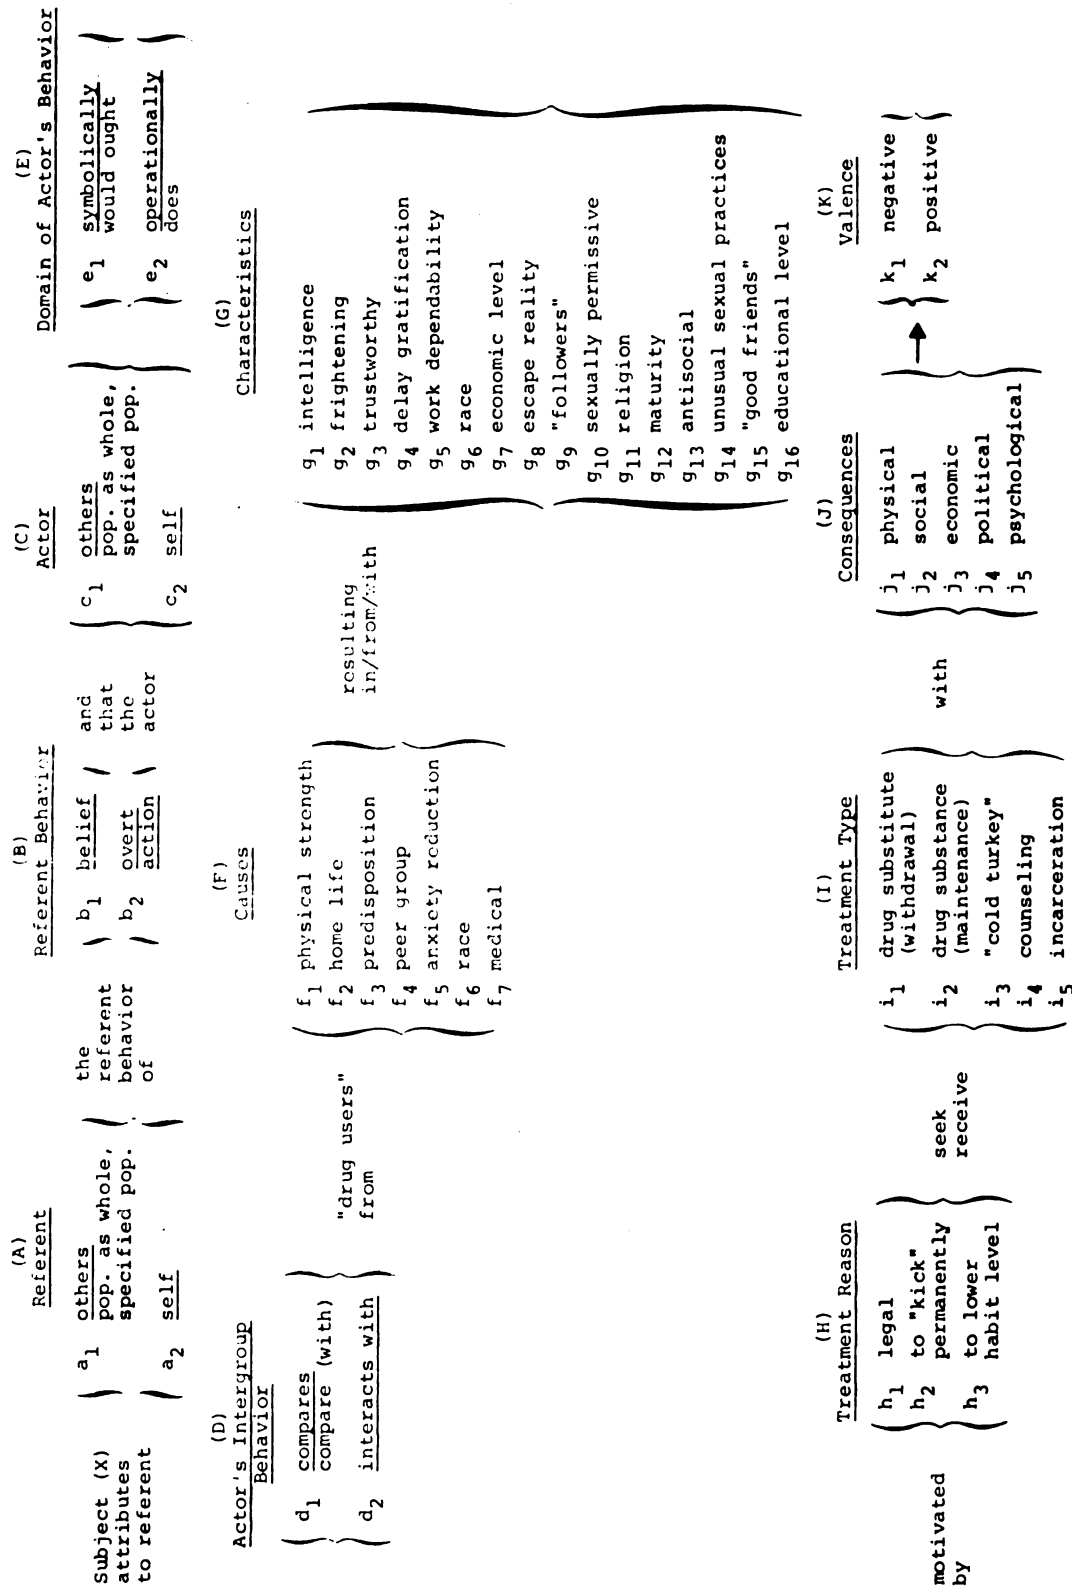 (A)
Referent
(B)
Referent Behavior
(C)
Actor
(E)
Domain of Actor's Behavior
Subject (X)
attributes
to referent
a1 others
pop. as whole,
specified pop.
a2 self
the
referent
behavior
of
b1 belief
b2 overt
action
and
that
the
actor
c1 others
pop. as whole,
specified pop.
c2 self
e1 symbolically
would ought
e2 operationally
does
(D)
Actor's Intergroup
Behavior
d1 compares
compare (with)
d2 interacts with
"drug users"
from
(F)
Causes
f1 physical strength
f2 home life
f3 predisposition
f4 peer group
f5 anxiety reduction
f6 race
f7 medical
resulting
in/from/with
(G)
Characteristics
g1 intelligence
g2 frightening
g3 trustworthy
g4 delay gratification
g5 work dependability
g6 race
g7 economic level
g8 escape reality
g9 "followers"
g10 sexually permissive
g11 religion
g12 maturity
g13 antisocial
g14 unusual sexual practices
g15 "good friends"
g16 educational level
motivated
by
(H)
Treatment Reason
h1 legal
h2 to "kick"
permanently
h3 to lower
habit level
seek
receive
(I)
Treatment Type
i1 drug substitute
(withdrawal)
i2 drug substance
(maintenance)
i3 "cold turkey"
i4 counseling
i5 incarceration
with
(J)
Consequences
j1 physical
j2 social
j3 economic
j4 political
j5 psychological
(K)
Valence
k1 negative
k2 positive